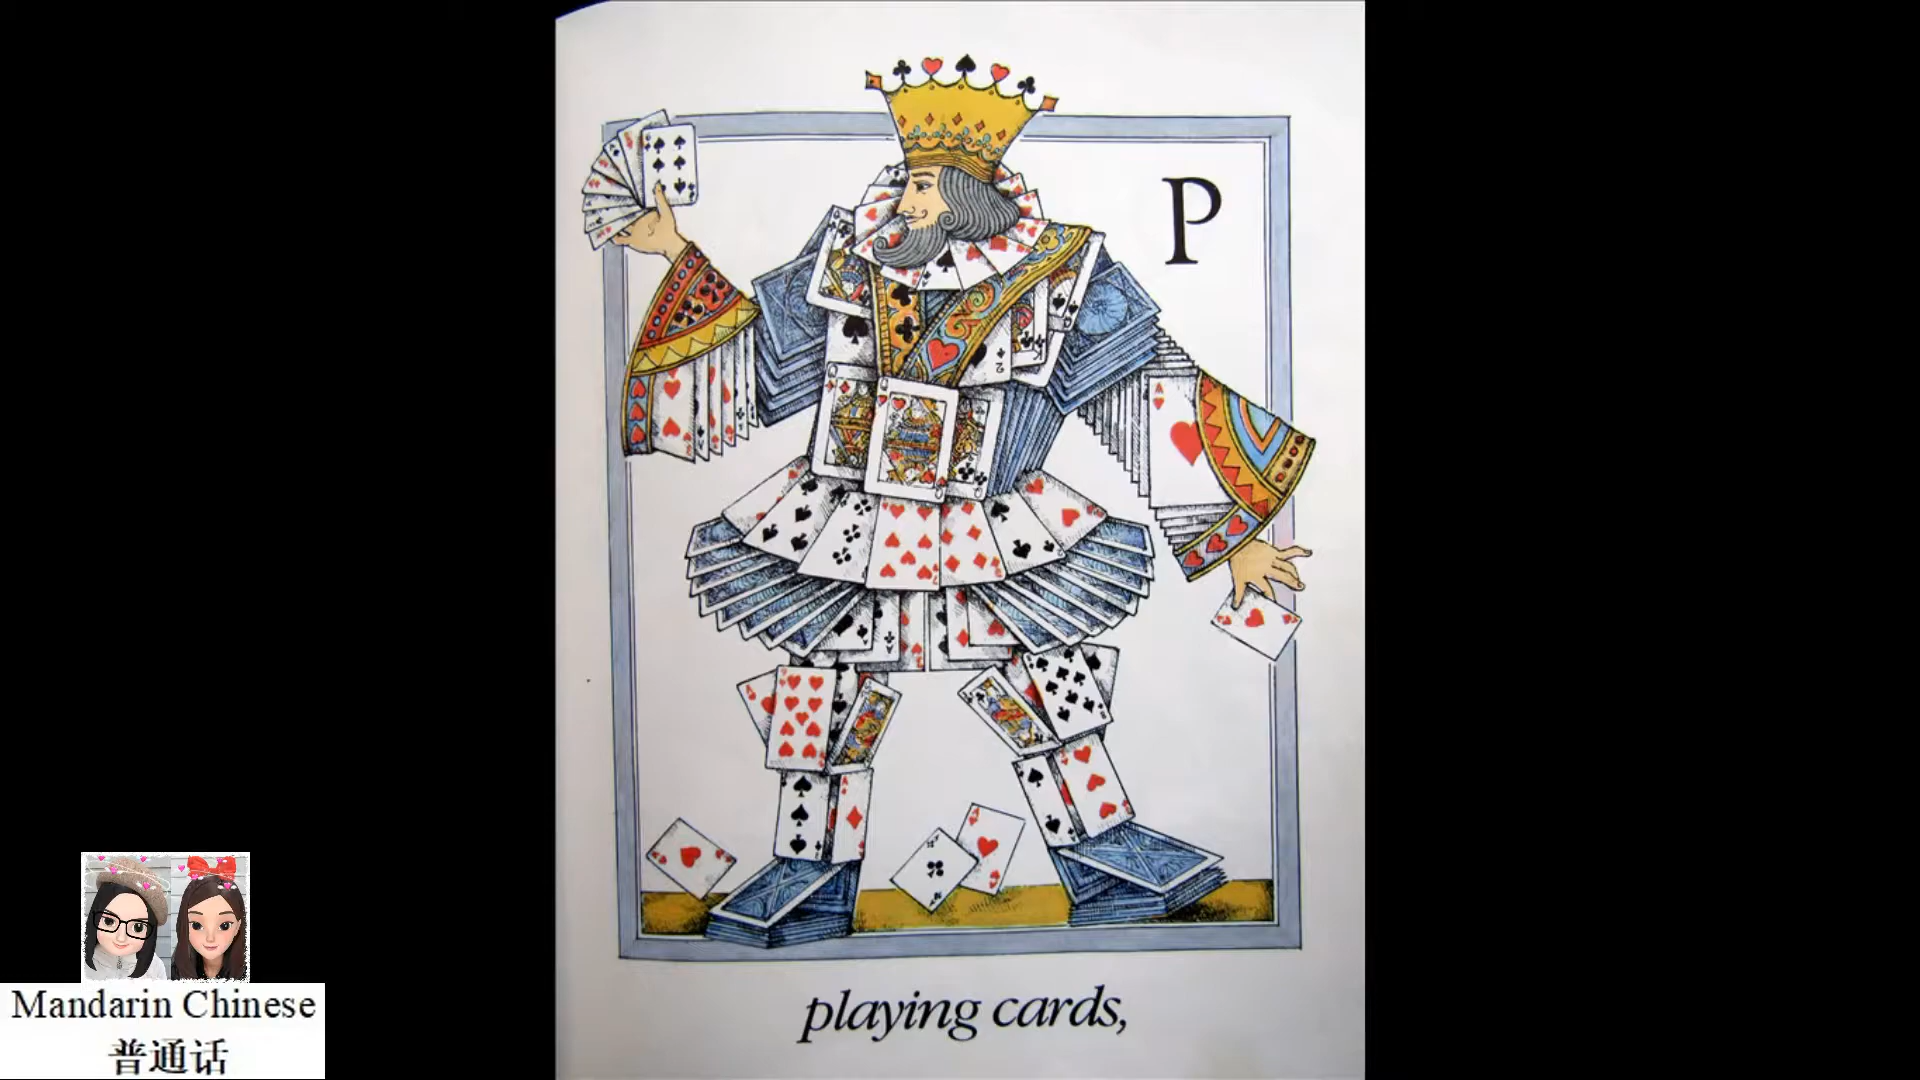 P
playing cards,
Mandarin Chinese
普通话